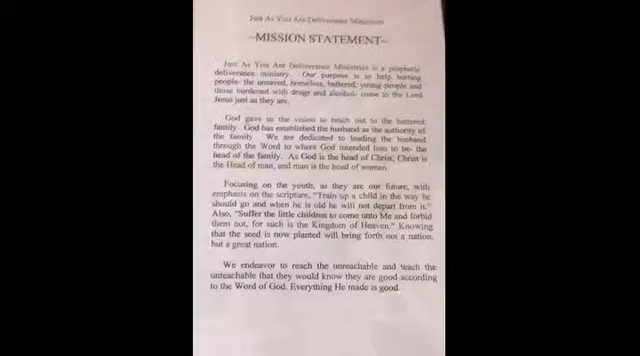 Just As You Are Deliverance Ministries
~MISSION STATEMENT~
Just As You Are Deliverance Ministries is a prophetic
deliverance ministry. Our purpose is to help hurting
people- the unsaved, homeless, battered, young people and
those burdened with drugs and alcohol- come to the Lord
Jesus just as they are.
God gave us the vision to reach out to the battered
family. God has established the husband as the authority of
the family. We are dedicated to leading the husband
through the Word to where God intended him to be- the
head of the family. As God is the head of Christ, Christ is
the Head of man, and man is the head of woman.
Focusing on the youth, as they are our future, with
emphasis on the scripture, "Train up a child in the way he
should go and when he is old he will not depart from it."
Also, "Suffer the little children to come unto Me and forbid
them not, for such is the Kingdom of Heaven." Knowing
that the seed is now planted will bring forth not a nation
but a great nation.
We endeavor to reach the unreachable and teach the
unteachable that they would know they are good according
to the Word of God. Everything He made is good.